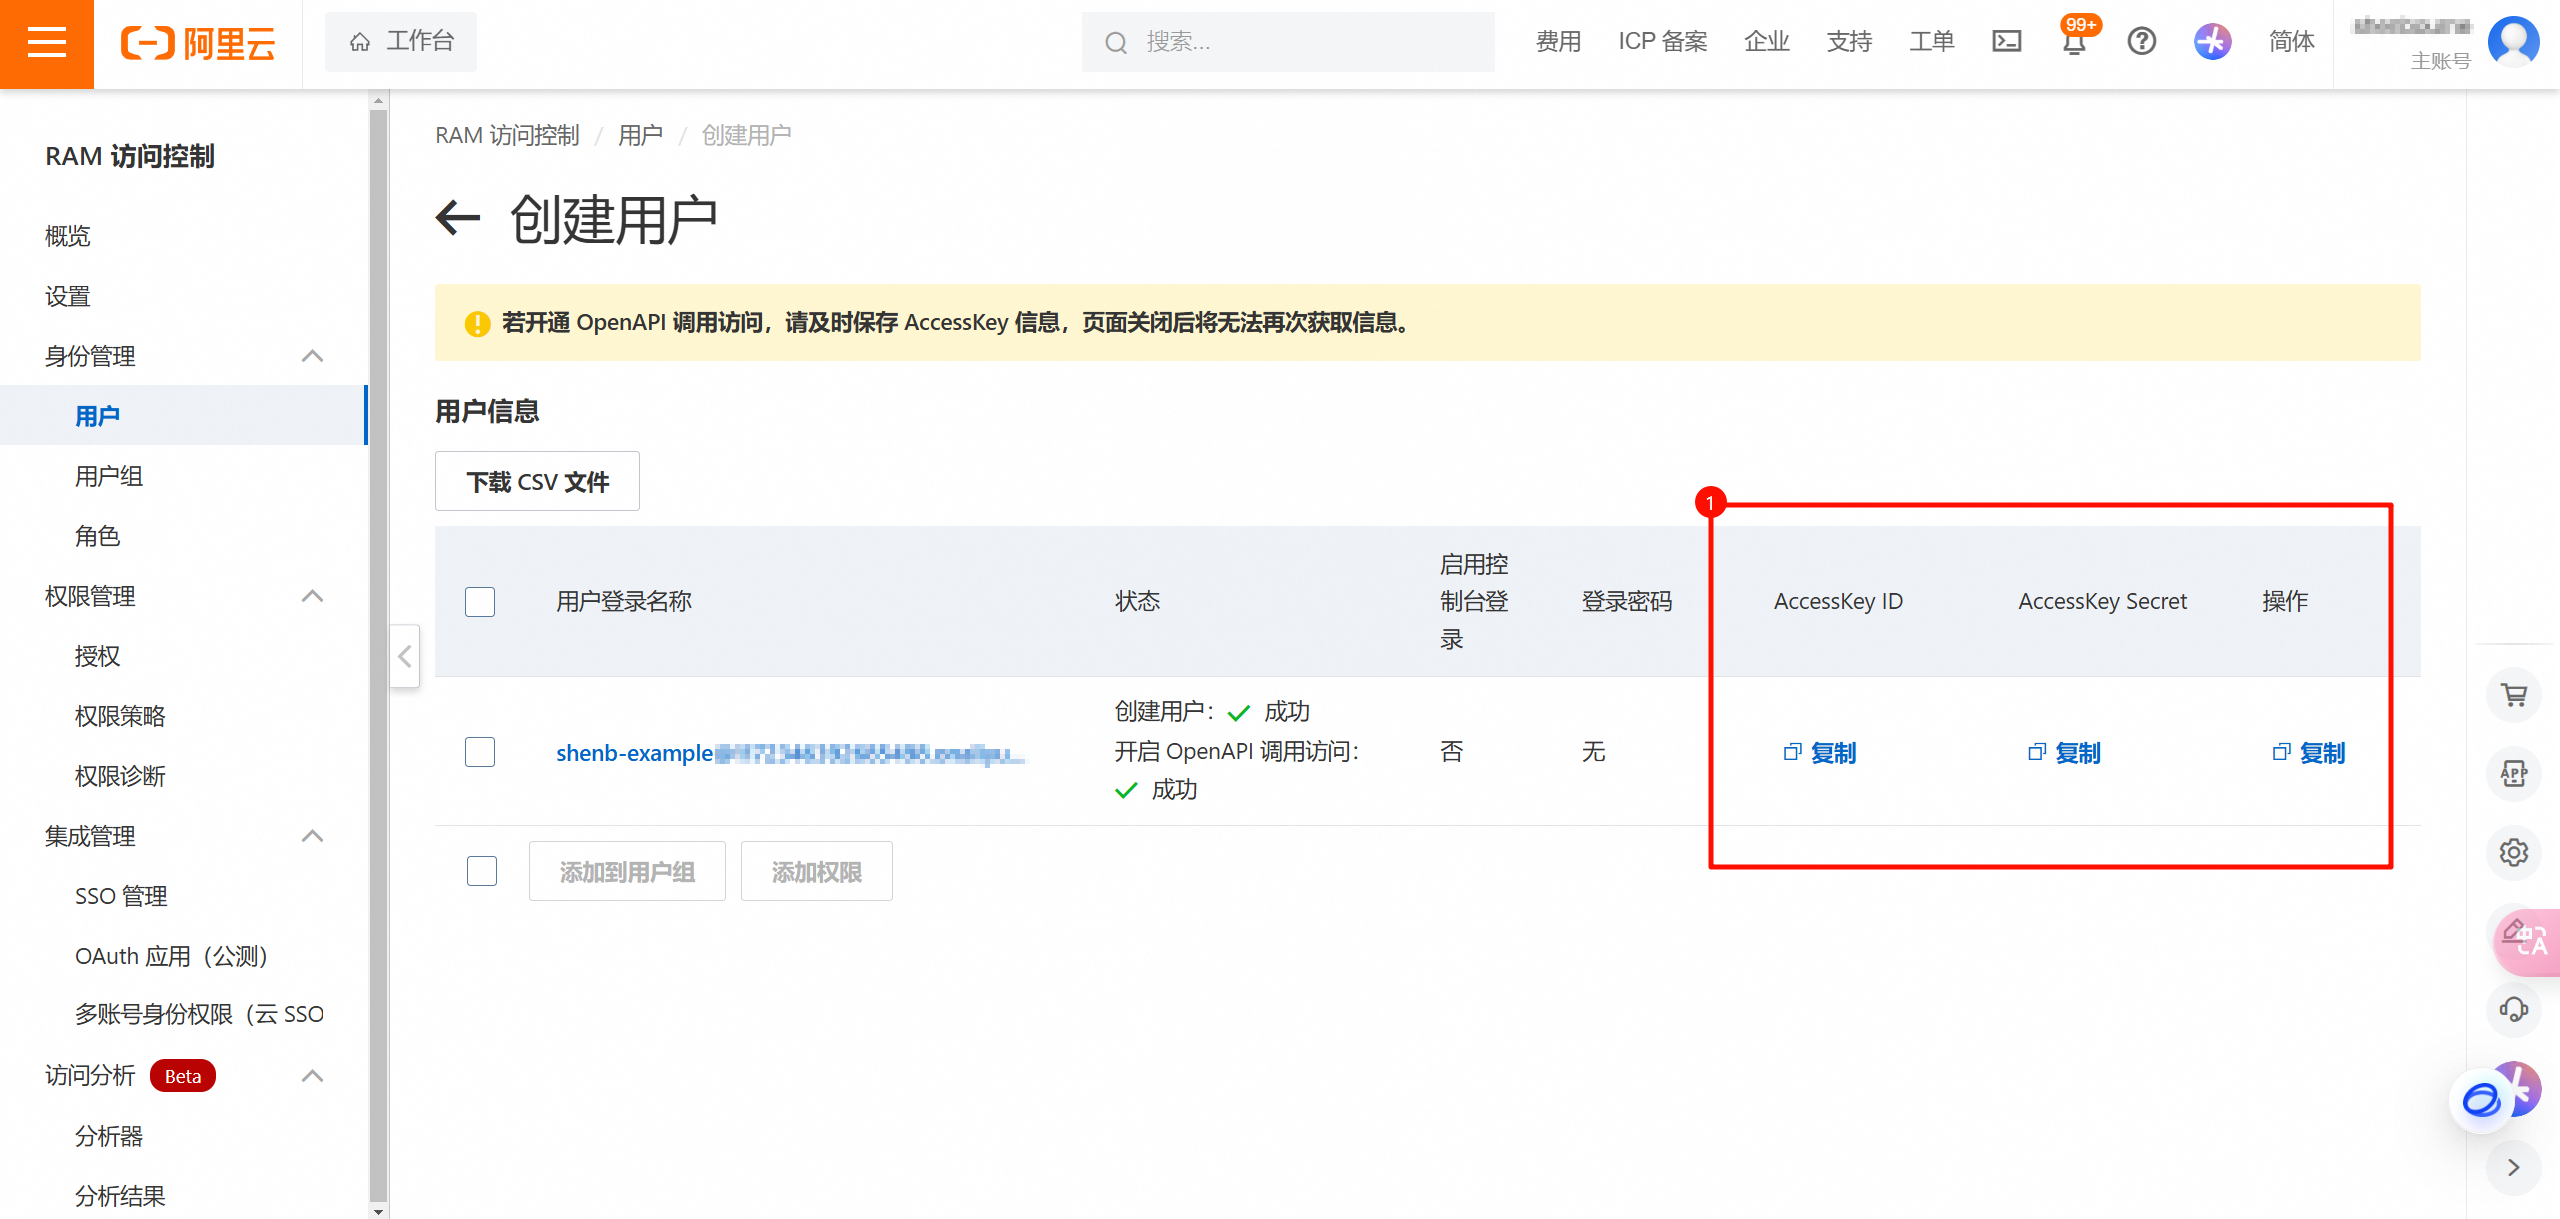 阿里云
工作台
搜索...
费用
ICP 备案
企业
支持
工单
99+
简体
主账号
RAM 访问控制
概览
设置
身份管理
用户
用户组
角色
权限管理
授权
权限策略
权限诊断
集成管理
SSO 管理
OAuth 应用（公测）
多账号身份权限（云 SSO
访问分析 Beta
分析器
分析结果
RAM 访问控制 / 用户 / 创建用户
创建用户
若开通 OpenAPI 调用访问，请及时保存 AccessKey 信息，页面关闭后将无法再次获取信息。
用户信息
下载 CSV 文件
1
用户登录名称
状态
启用控
制台登
录
登录密码
AccessKey ID
AccessKey Secret
操作
shenb-example
创建用户： 成功
开启 OpenAPI 调用访问：
成功
否
无
复制
复制
复制
添加到用户组
添加权限
APP
中A